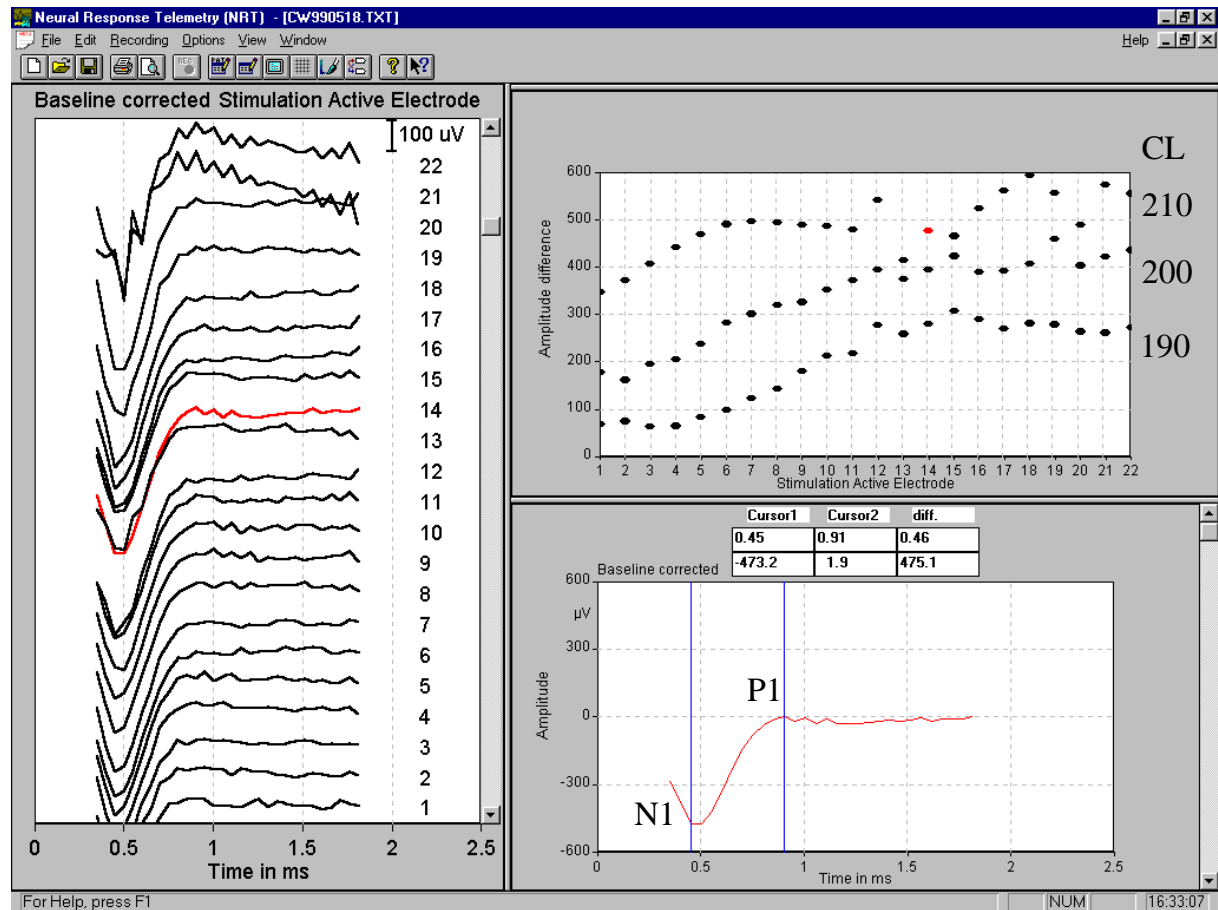 Neural Response Telemetry (NRT) - [CW990518.TXT]
File Edit Recording Options View Window Help
REC
Baseline corrected Stimulation Active Electrode
100 uV
22
21
20
19
18
17
16
15
14
13
12
11
10
9
8
7
6
5
4
3
2
1
0 0.5 1 1.5 2 2.5
Time in ms
CL
210
200
190
600
500
400
300
200
100
0
Amplitude difference
1 2 3 4 5 6 7 8 9 10 11 12 13 14 15 16 17 18 19 20 21 22
Stimulation Active Electrode
Cursor1 Cursor2 diff.
0.45 0.91 0.46
-473.2 1.9 475.1
Baseline corrected
600
µV
300
0
-300
-600
Amplitude
P1
N1
0 0.5 1 1.5 2 2.5
Time in ms
For Help, press F1 NUM 16:33:07